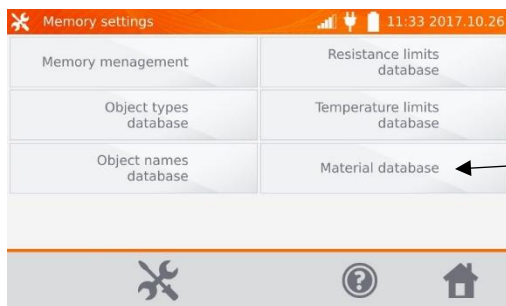 Memory settings
11:33 2017.10.26
Memory menagement
Resistance limits
database
Object types
database
Temperature limits
database
Object names
database
Material database
?